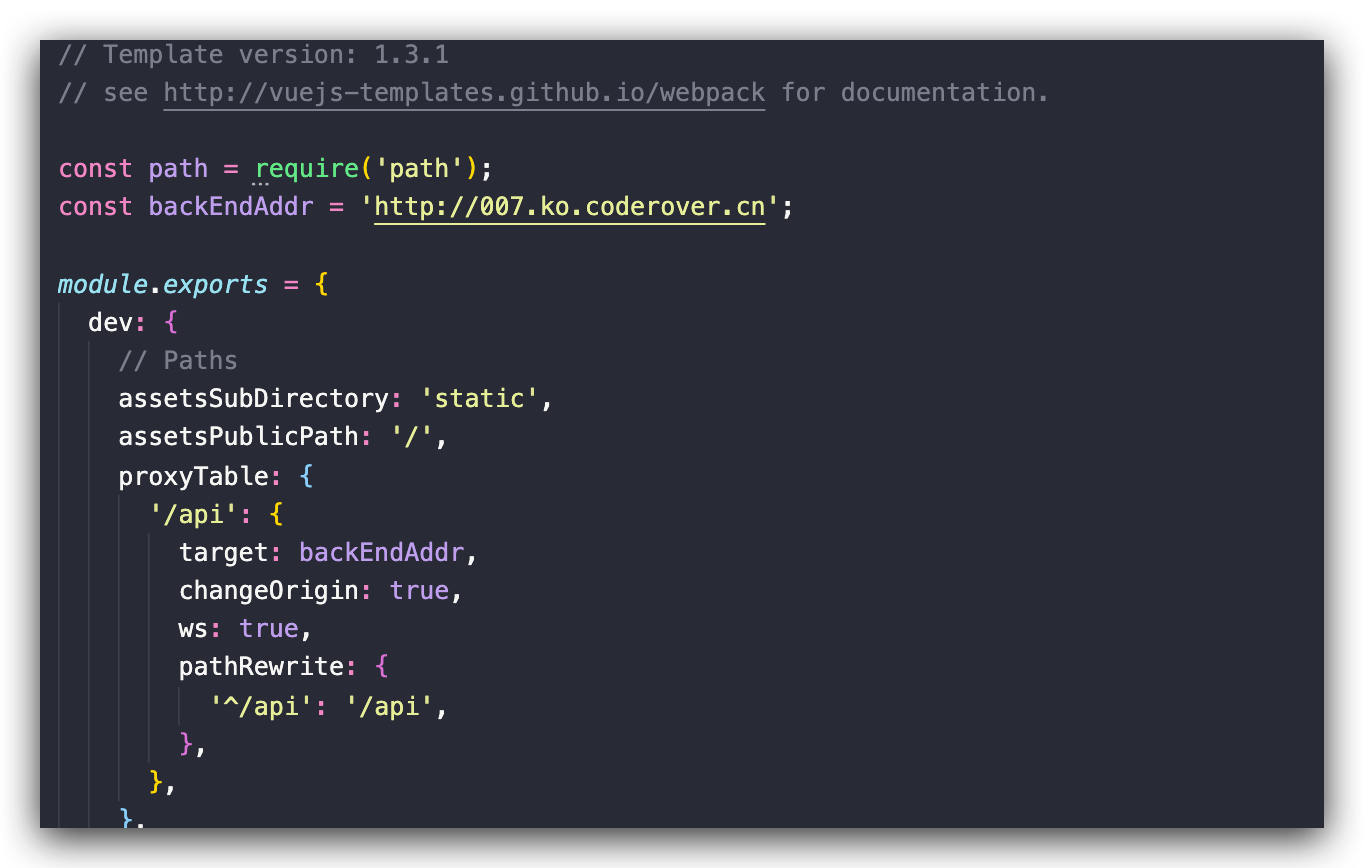 // Template version: 1.3.1
// see http://vuejs-templates.github.io/webpack for documentation.
const path = require('path');
const backEndAddr = 'http://007.ko.coderover.cn';
module.exports = {
dev: {
// Paths
assetsSubDirectory: 'static',
assetsPublicPath: '/',
proxyTable: {
'/api': {
target: backEndAddr,
changeOrigin: true,
ws: true,
pathRewrite: {
'^/api': '/api',
},
},
},